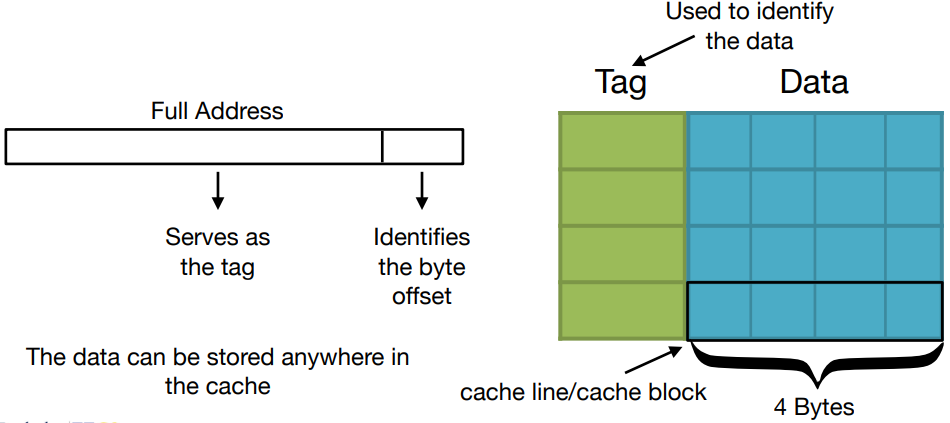 Used to identify
the data
Tag
Data
Full Address
Serves as
the tag
Identifies
the byte
offset
The data can be stored anywhere in
the cache
cache line/cache block
4 Bytes